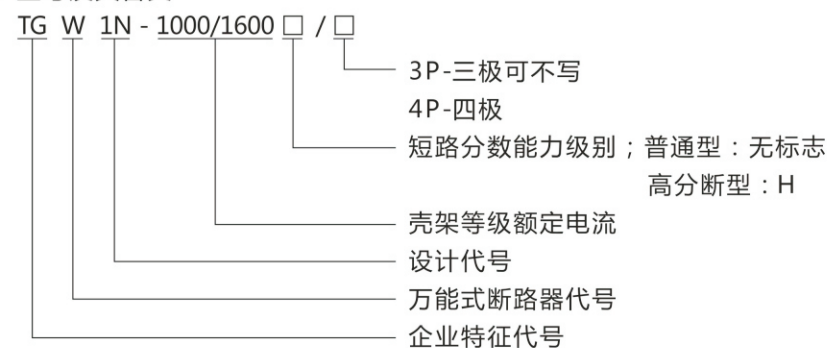 TG W 1N - 1000/1600 □ / □
3P-三极可不写
4P-四极
短路分数能力级别；普通型：无标志
高分断型：H
壳架等级额定电流
设计代号
万能式断路器代号
企业特征代号